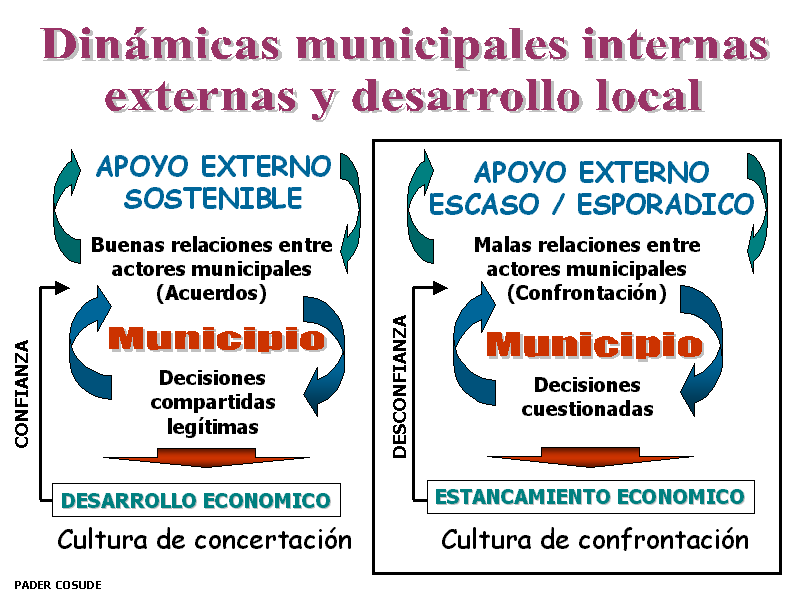 Dinámicas municipales internas
externas y desarrollo local
APOYO EXTERNO
SOSTENIBLE
Buenas relaciones entre
actores municipales
(Acuerdos)
Municipio
Decisiones
compartidas
legítimas
CONFIANZA
DESARROLLO ECONOMICO
Cultura de concertación
APOYO EXTERNO
ESCASO / ESPORADICO
Malas relaciones entre
actores municipales
(Confrontación)
Municipio
Decisiones
cuestionadas
DESCONFIANZA
ESTANCAMIENTO ECONOMICO
Cultura de confrontación
PADER COSUDE